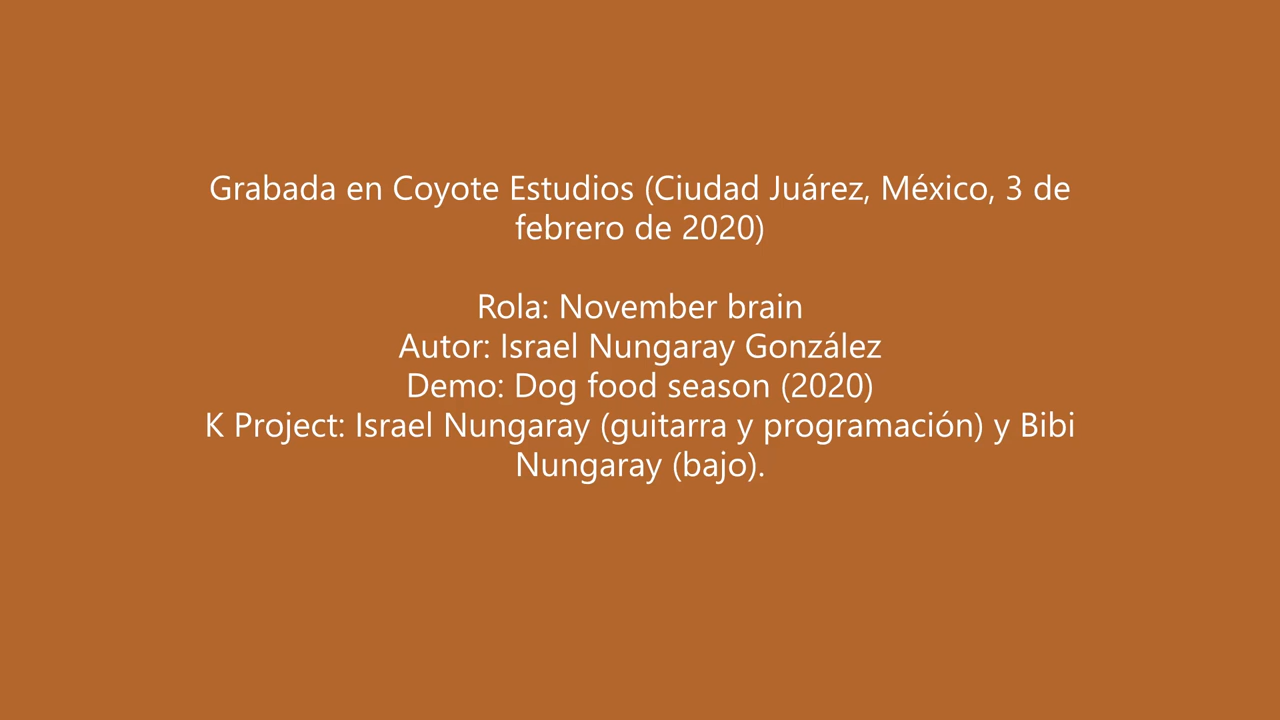 Grabada en Coyote Estudios (Ciudad Juárez, México, 3 de
febrero de 2020)
Rola: November brain
Autor: Israel Nungaray González
Demo: Dog food season (2020)
K Project: Israel Nungaray (guitarra y programación) y Bibi
Nungaray (bajo).